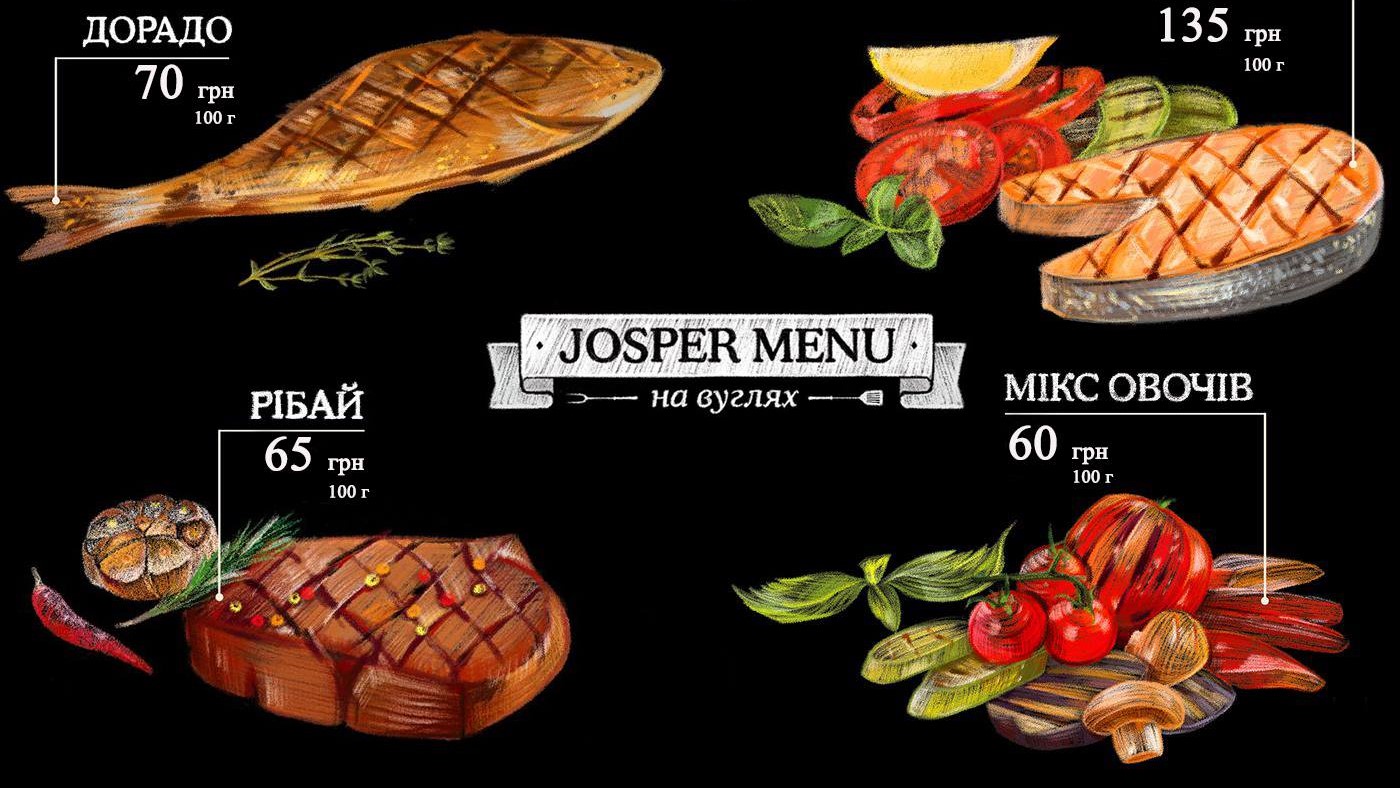 ДОРАДО
70 грн
100 г
135 грн
100 г
JOSPER MENU
на вуглях
РІБАЙ
65 грн
100 г
МІКС ОВОЧІВ
60 грн
100 г